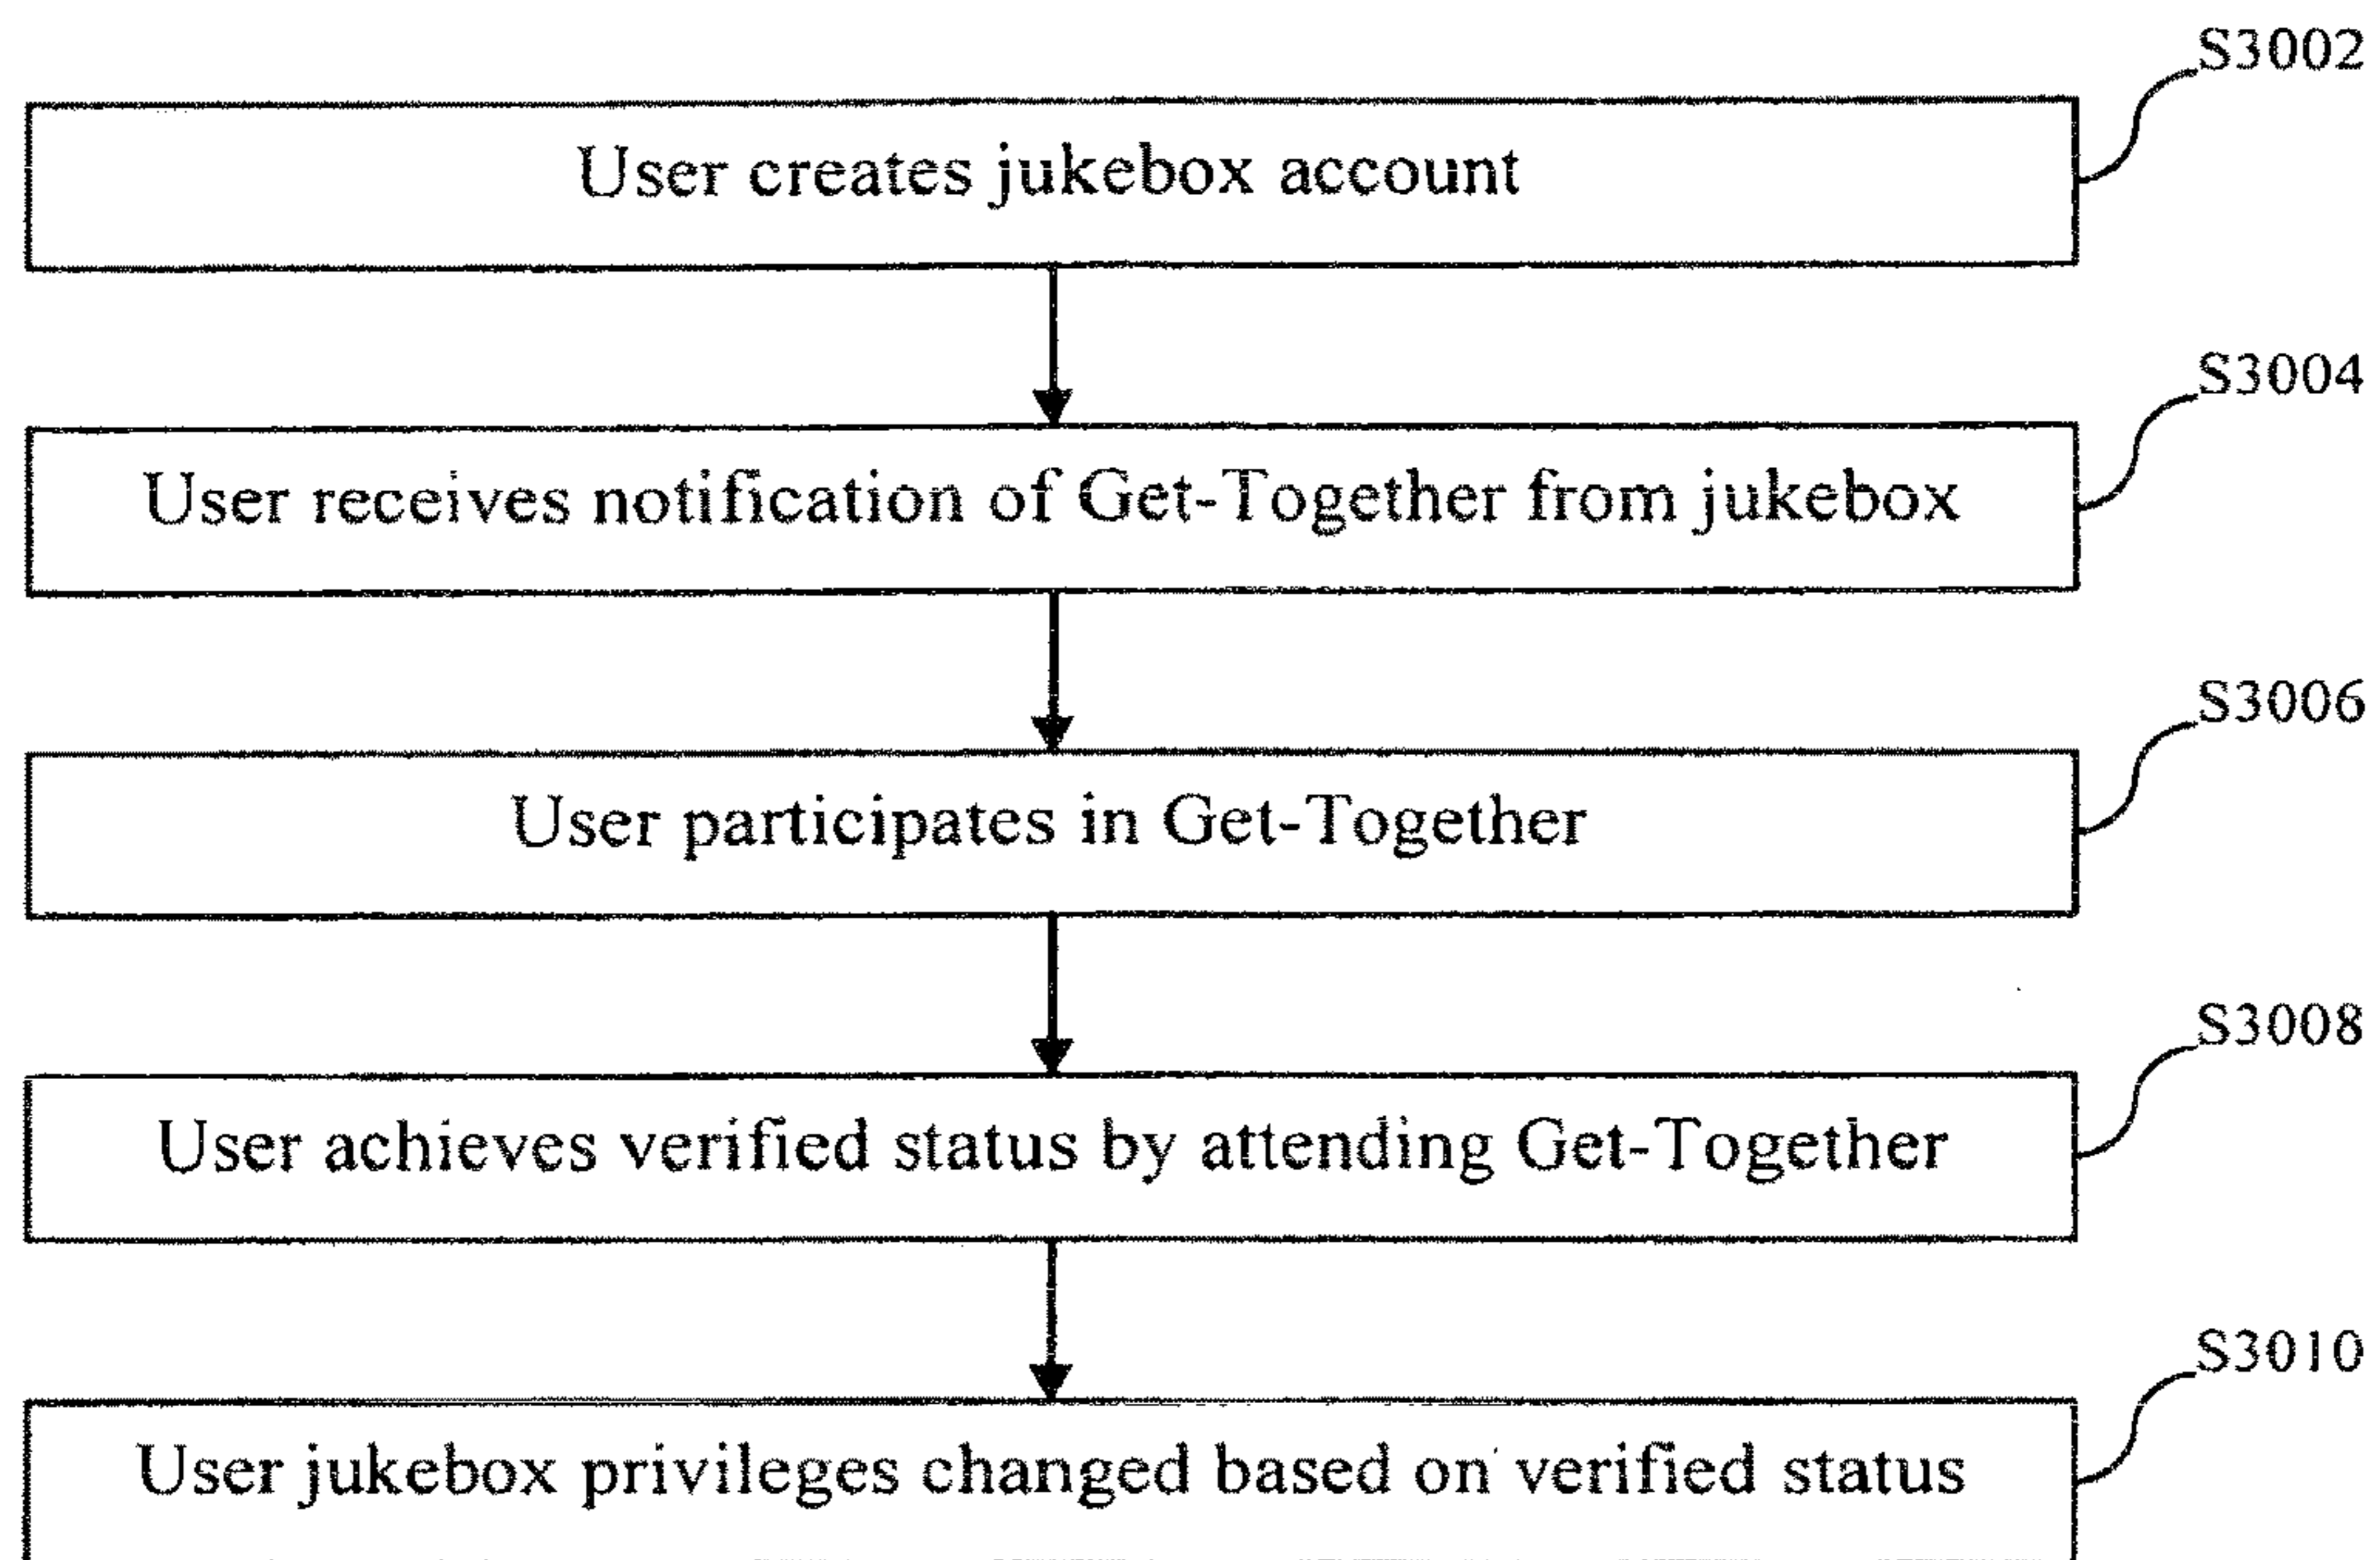 S3002
User creates jukebox account
S3004
User receives notification of Get-Together from jukebox
S3006
User participates in Get-Together
S3008
User achieves verified status by attending Get-Together
S3010
User jukebox privileges changed based on verified status